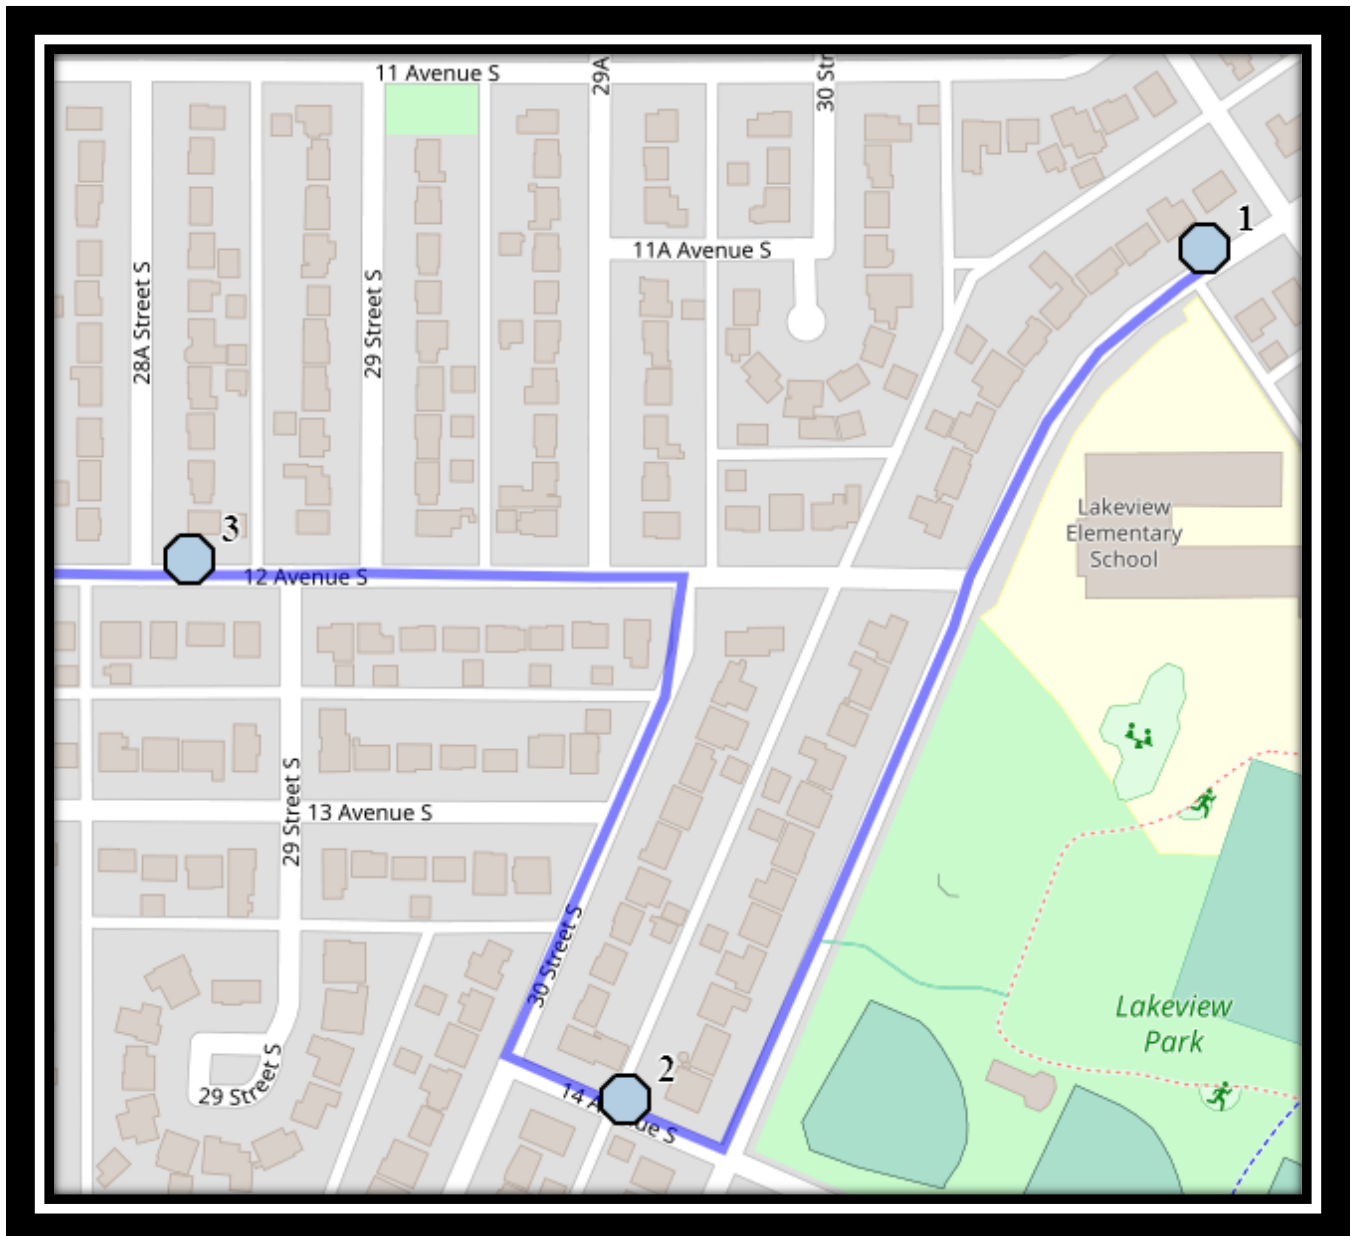 11 Avenue S
29A
30 Str
1
11A Avenue S
28A Street S
29 Street S
Lakeview
Elementary
School
3
12 Avenue S
29 Street S
13 Avenue S
30 Street S
Lakeview
Park
29 Street S
2
14 A
ue S